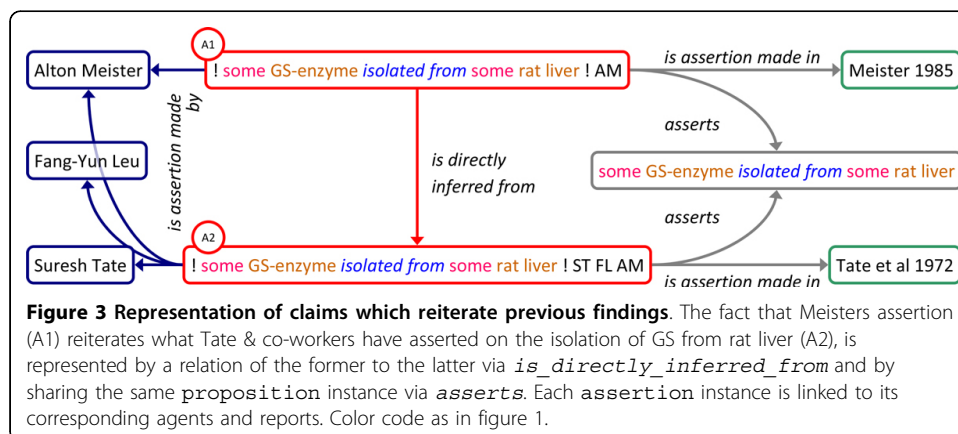 A1
Alton Meister
! some GS-enzyme isolated from some rat liver ! AM
is assertion made in
Meister 1985
is assertion made by
asserts
Fang-Yun Leu
is directly
inferred from
some GS-enzyme isolated from some rat liver
asserts
A2
Suresh Tate
! some GS-enzyme isolated from some rat liver ! ST FL AM
is assertion made in
Tate et al 1972
Figure 3 Representation of claims which reiterate previous findings. The fact that Meisters assertion
(A1) reiterates what Tate & co-workers have asserted on the isolation of GS from rat liver (A2), is
represented by a relation of the former to the latter via is_directly_inferred_from and by
sharing the same proposition instance via asserts. Each assertion instance is linked to its
corresponding agents and reports. Color code as in figure 1.